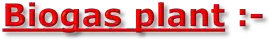 Biogas plant :-